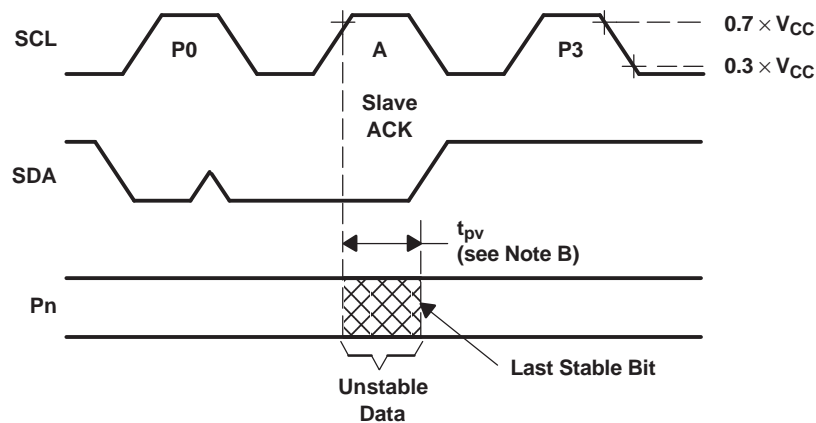 SCL
P0
A
P3
0.7 × VCC
0.3 × VCC
Slave
ACK
SDA
tpv
(see Note B)
Pn
Last Stable Bit
Unstable
Data